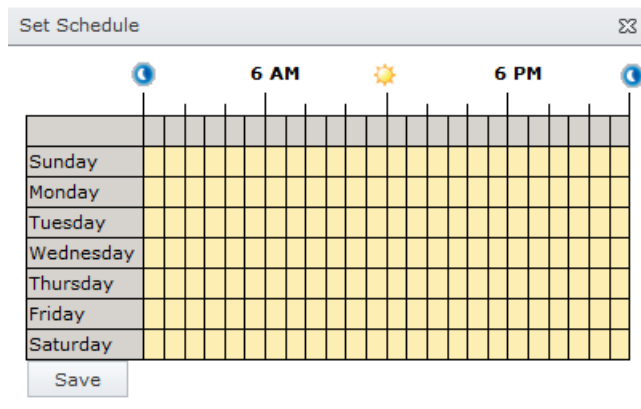 Set Schedule
6 AM 6 PM
Sunday
Monday
Tuesday
Wednesday
Thursday
Friday
Saturday
Save